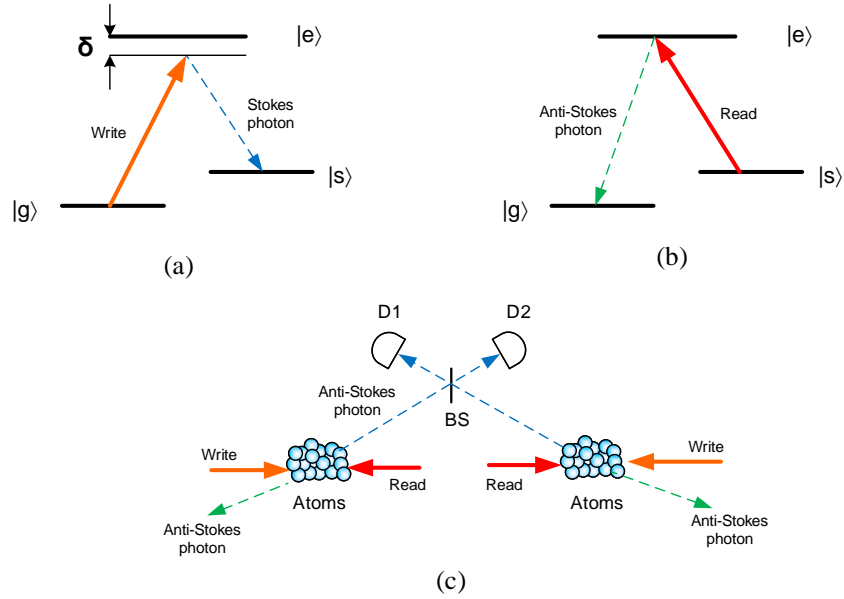 |e⟩
δ
Write
Stokes
photon
|g⟩
|s⟩
(a)
|e⟩
Anti-Stokes
photon
Read
|g⟩
|s⟩
(b)
D1
D2
Anti-Stokes
photon
BS
Write
Read
Atoms
Anti-Stokes
photon
Read
Write
Atoms
Anti-Stokes
photon
(c)